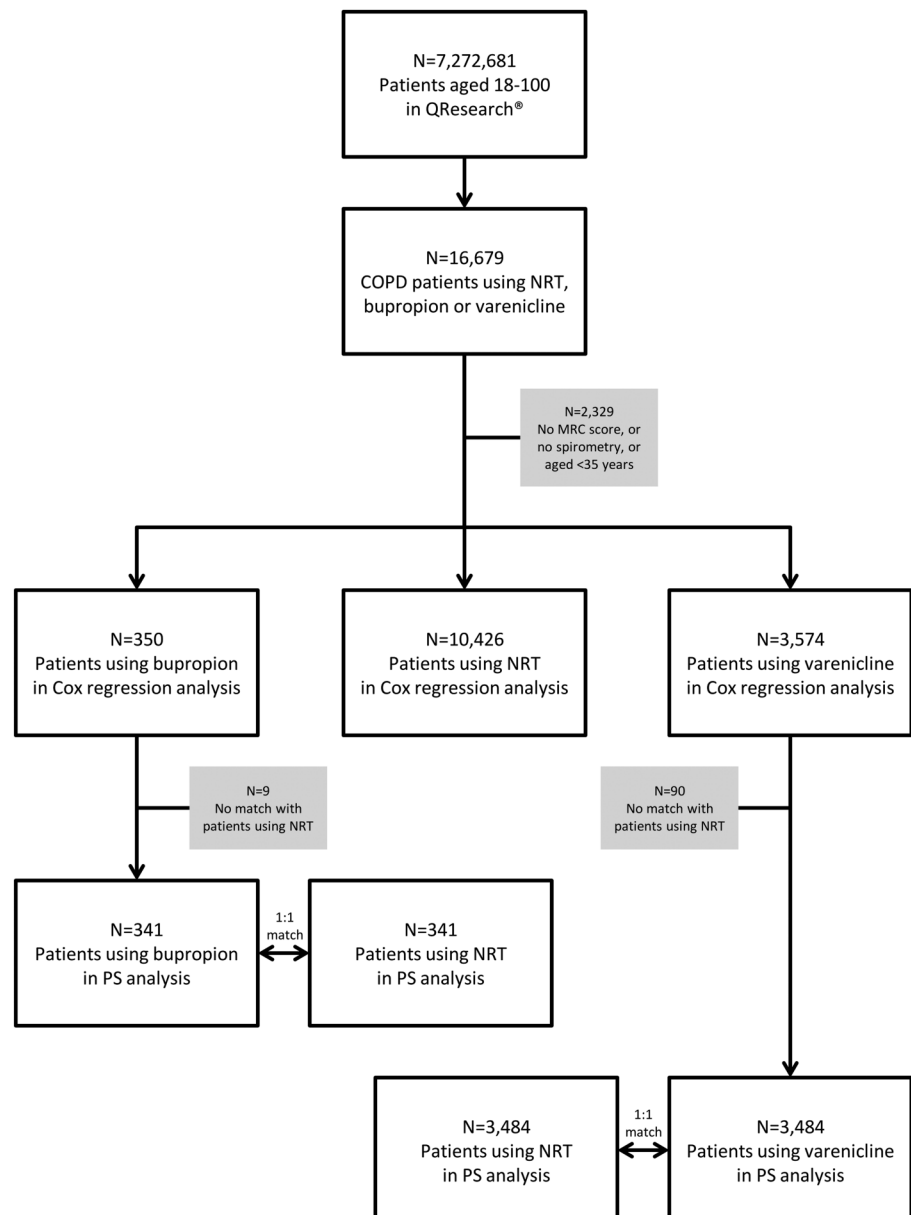 N=7,272,681
Patients aged 18-100
in QResearch®
N=16,679
COPD patients using NRT,
bupropion or varenicline
N=2,329
No MRC score, or
no spirometry, or
aged <35 years
N=350
Patients using bupropion
in Cox regression analysis
N=10,426
Patients using NRT
in Cox regression analysis
N=3,574
Patients using varenicline
in Cox regression analysis
N=9
No match with
patients using NRT
N=90
No match with
patients using NRT
N=341
Patients using bupropion
in PS analysis
1:1
match
N=341
Patients using NRT
in PS analysis
N=3,484
Patients using NRT
in PS analysis
1:1
match
N=3,484
Patients using varenicline
in PS analysis